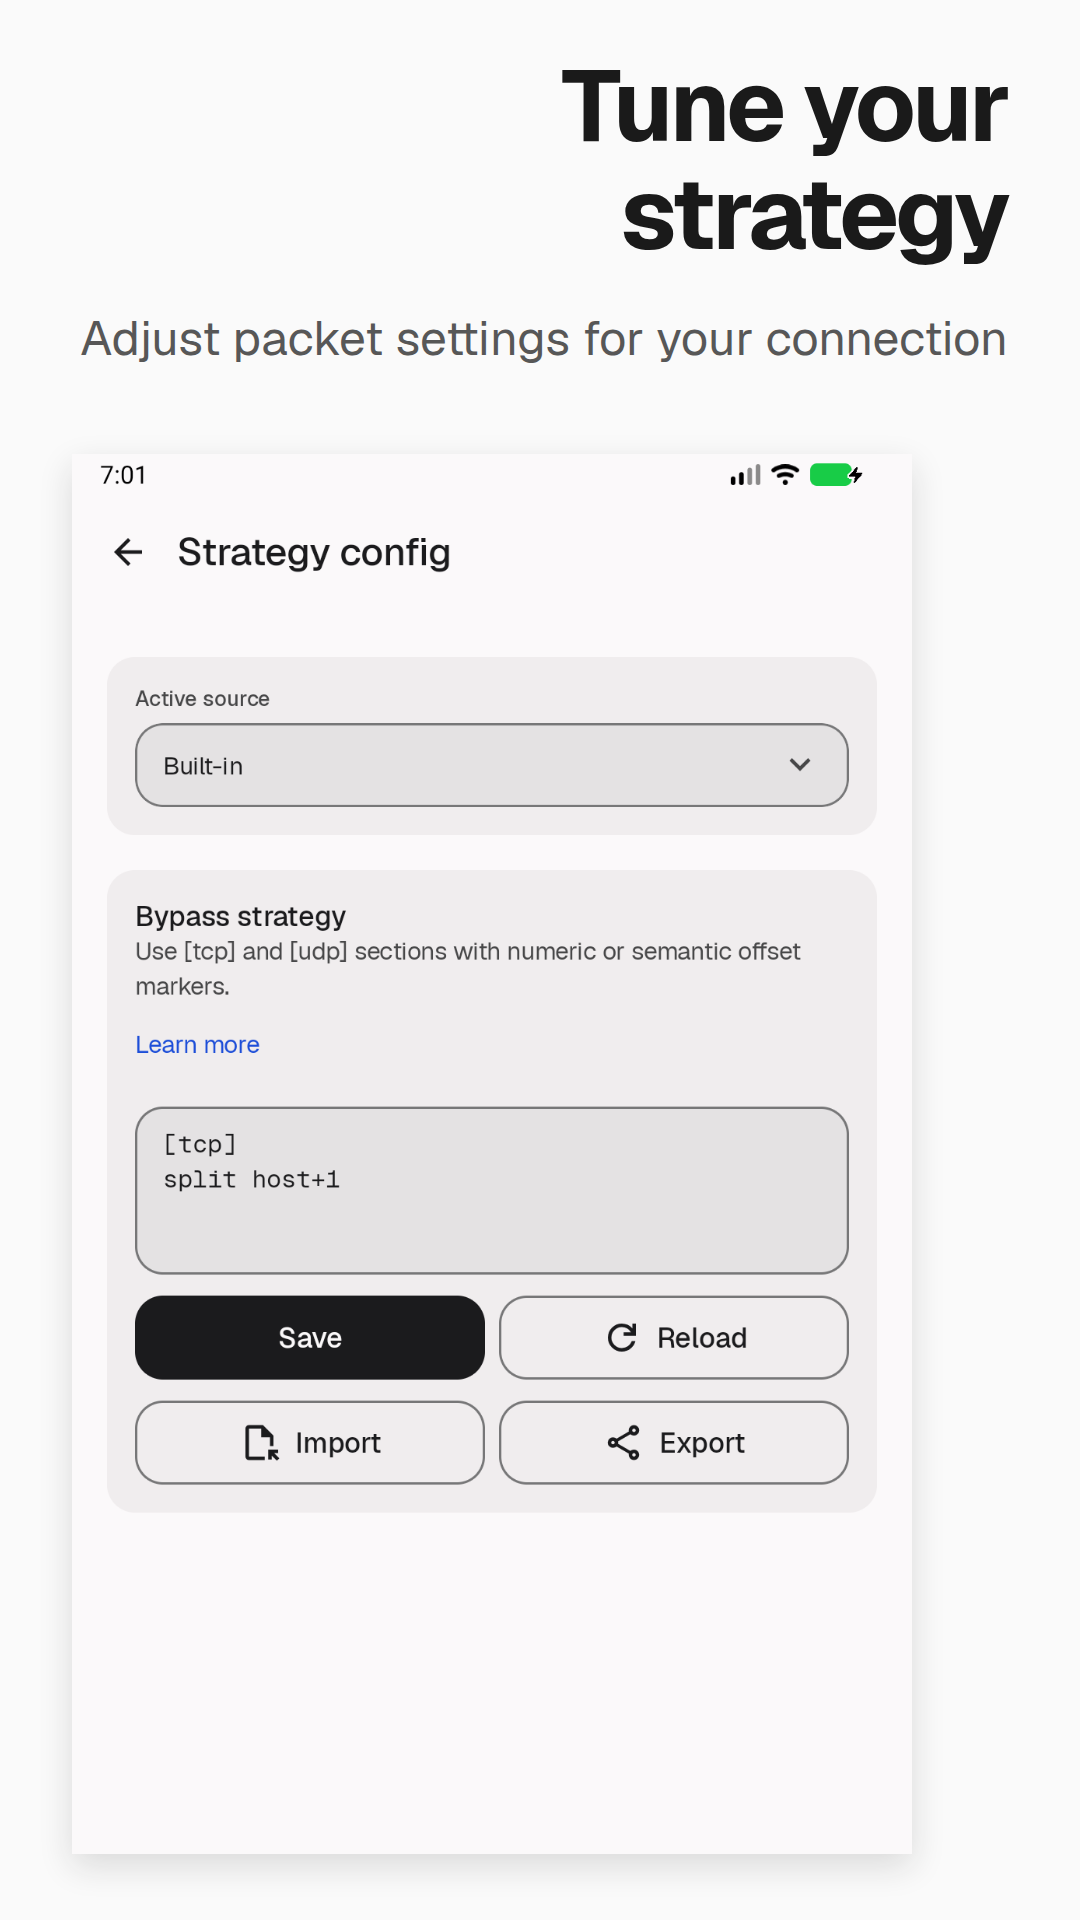 Tune your
strategy
Adjust packet settings for your connection
7:01
Strategy config
Active source
Built-in
Bypass strategy
Use [tcp] and [udp] sections with numeric or semantic offset
markers.
Learn more
[tcp]
split host+1
Save
Reload
Import
Export